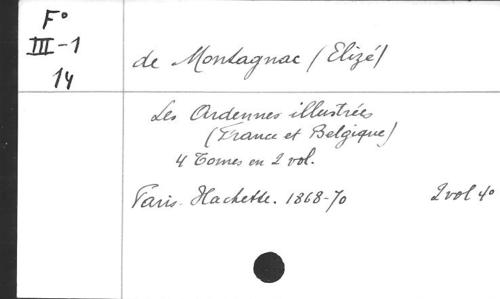 F°
III-1
14
de Montagnac (Elizé)
Les Ardennes illustrées
(France et Belgique)
4 Tomes en 2 vol.
Paris. Hachette. 1868-70 2 vol 4°